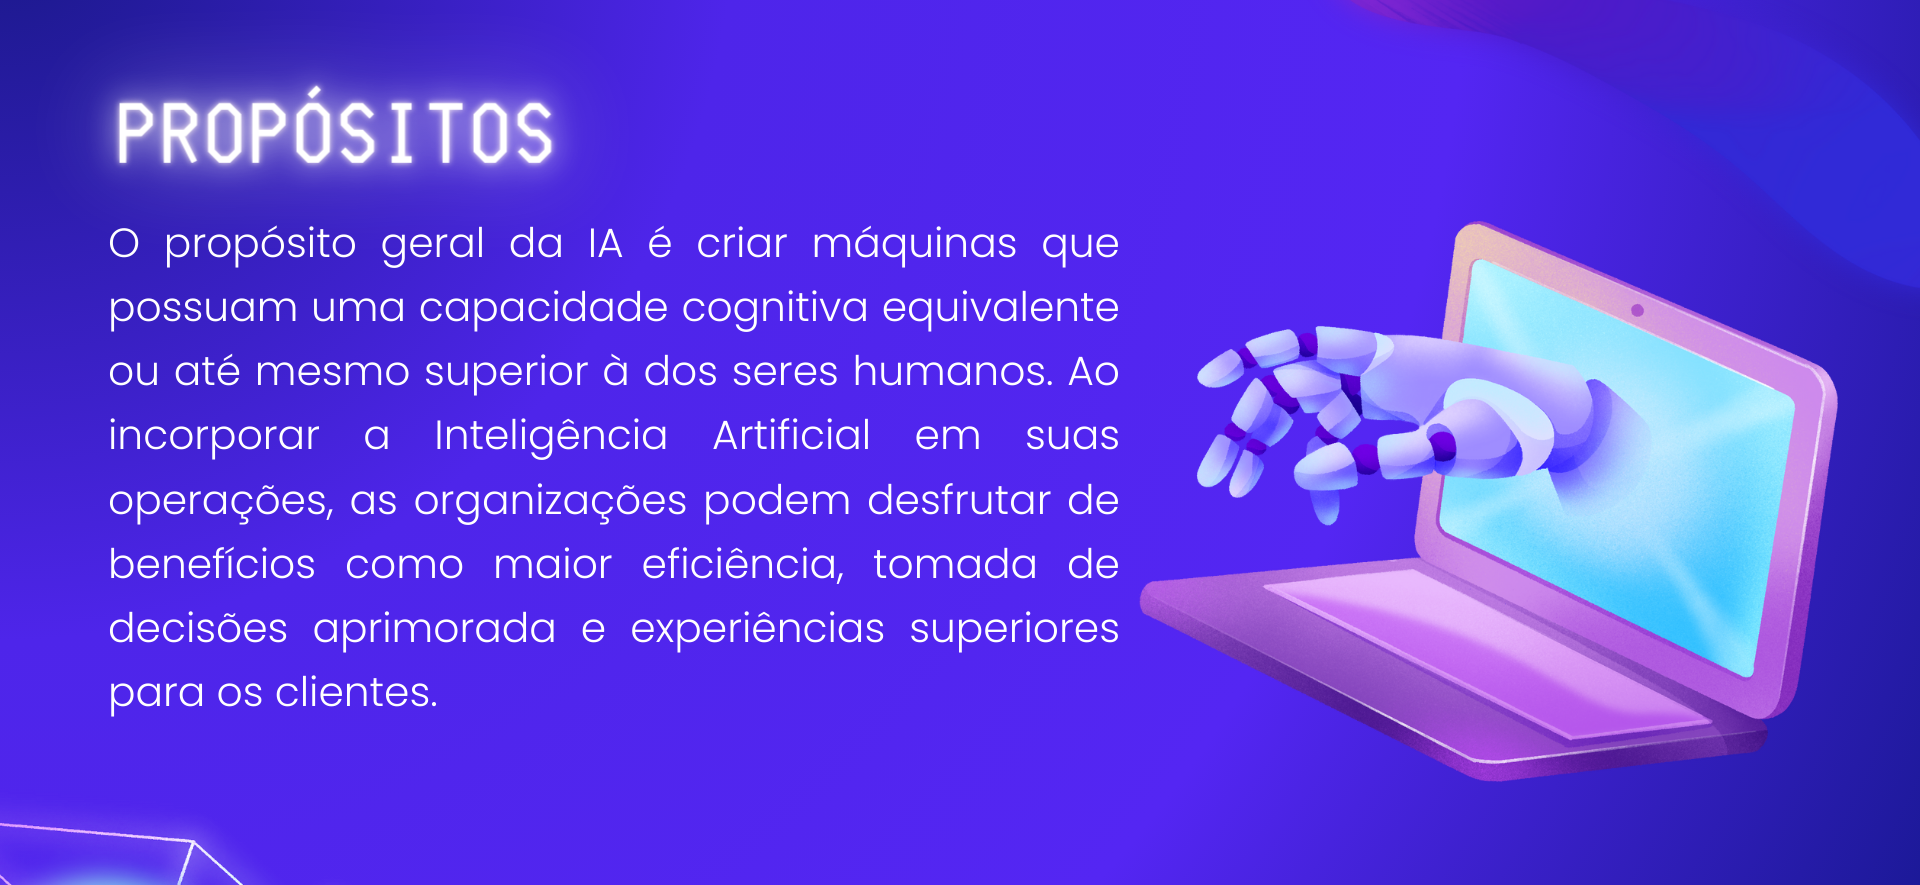 PROPÓSITOS
O propósito geral da IA é criar máquinas que
possuam uma capacidade cognitiva equivalente
ou até mesmo superior à dos seres humanos. Ao
incorporar a Inteligência Artificial em suas
operações, as organizações podem desfrutar de
benefícios como maior eficiência, tomada de
decisões aprimorada e experiências superiores
para os clientes.